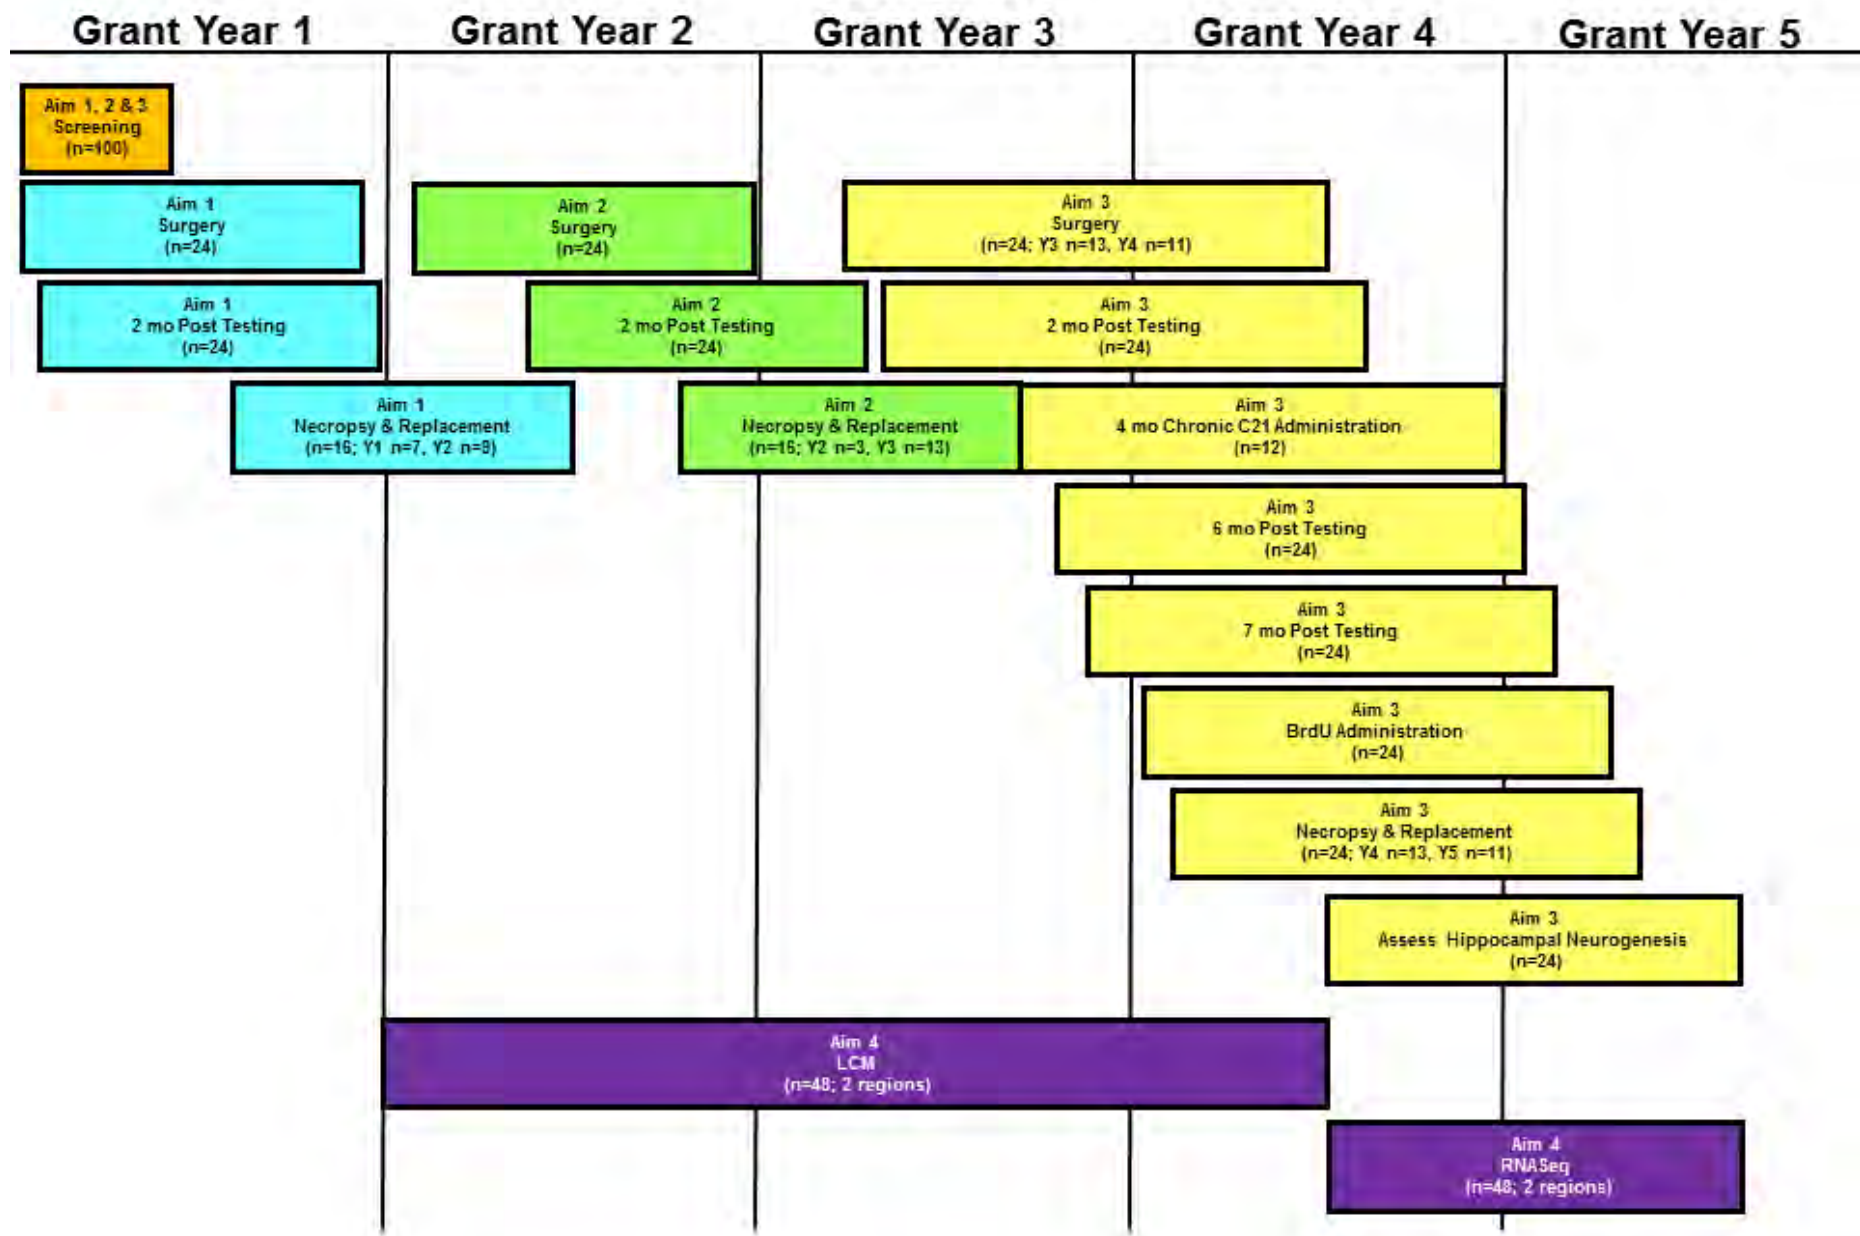 Grant Year 1
Grant Year 2
Grant Year 3
Grant Year 4
Grant Year 5
Aim 1, 2 & 3
Screening
(n=100)
Aim 1
Surgery
(n=24)
Aim 2
Surgery
(n=24)
Aim 3
Surgery
(n=24; Y3 n=13, Y4 n=11)
Aim 1
2 mo Post Testing
(n=24)
Aim 2
2 mo Post Testing
(n=24)
Aim 3
2 mo Post Testing
(n=24)
Aim 1
Necropsy & Replacement
(n=16; Y1 n=7, Y2 n=9)
Aim 2
Necropsy & Replacement
(n=16; Y2 n=3, Y3 n=13)
Aim 3
4 mo Chronic C21 Administration
(n=12)
Aim 3
6 mo Post Testing
(n=24)
Aim 3
7 mo Post Testing
(n=24)
Aim 3
BrdU Administration
(n=24)
Aim 3
Necropsy & Replacement
(n=24; Y4 n=13, Y5 n=11)
Aim 3
Assess Hippocampal Neurogenesis
(n=24)
Aim 4
LCM
(n=48; 2 regions)
Aim 4
RNASeq
(n=48; 2 regions)